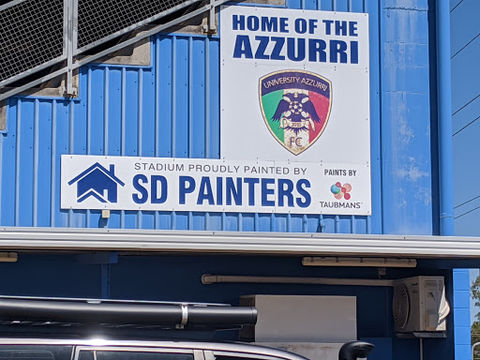 HOME OF THE
AZZURRI
UNIVERSITY AZZURRI
FC
STADIUM PROUDLY PAINTED BY
SD PAINTERS
PAINTS BY
TAUBMANS